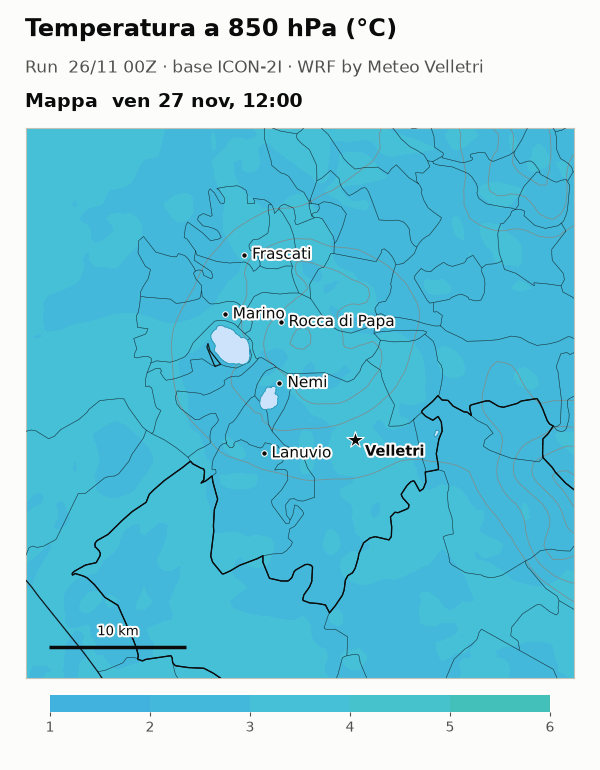 Temperatura a 850 hPa (°C)
Run  26/11 00Z · base ICON-2I · WRF by Meteo Velletri
Mappa  ven 27 nov, 12:00
Frascati
Marino
Rocca di Papa
Nemi
Velletri
Lanuvio
10 km
1 2 3 4 5 6